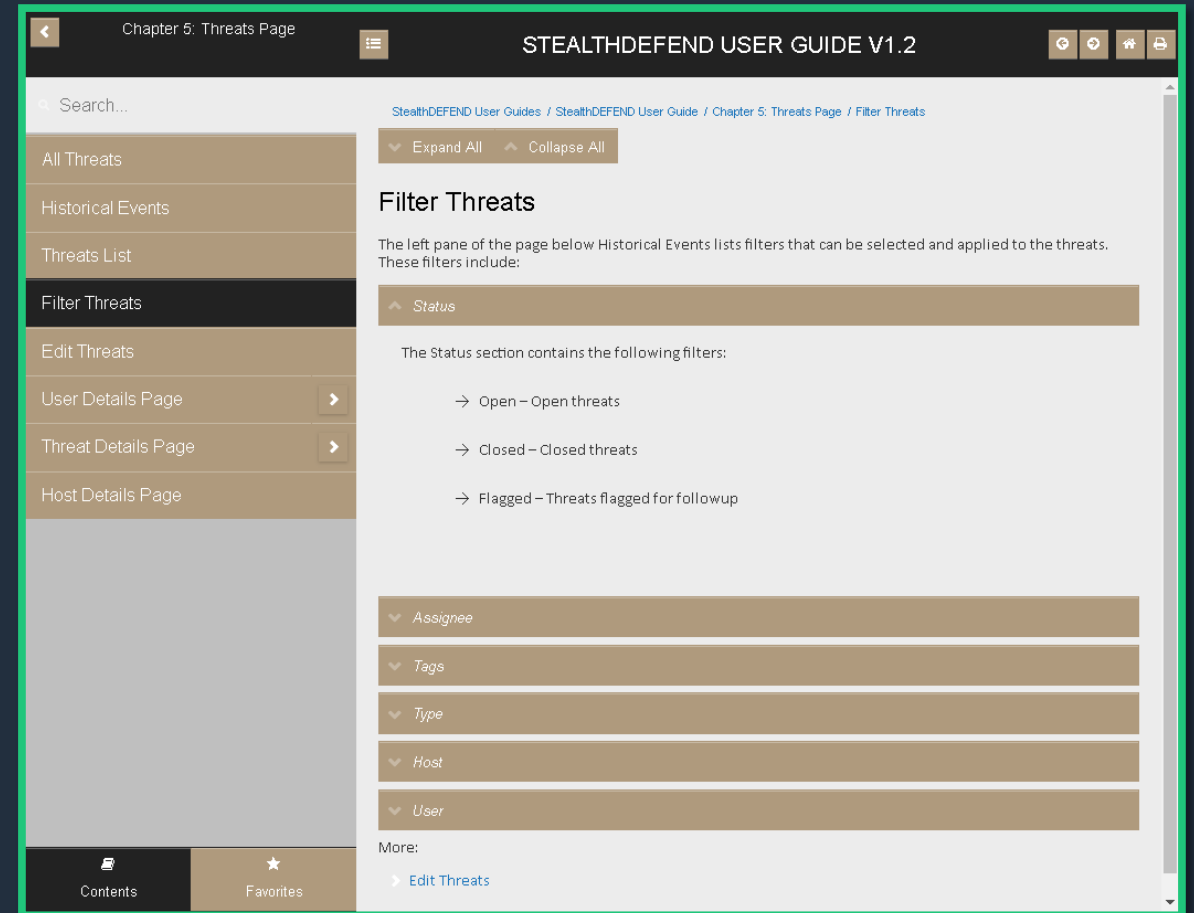 Chapter 5: Threats Page
STEALTHDEFEND USER GUIDE V1.2
Search...
All Threats
Historical Events
Threats List
Filter Threats
Edit Threats
User Details Page
Threat Details Page
Host Details Page
Contents
Favorites
StealthDEFEND User Guides / StealthDEFEND User Guide / Chapter 5: Threats Page / Filter Threats
Expand All
Collapse All
Filter Threats
The left pane of the page below Historical Events lists filters that can be selected and applied to the threats.
These filters include:
Status
The Status section contains the following filters:
→ Open – Open threats
→ Closed – Closed threats
→ Flagged – Threats flagged for followup
Assignee
Tags
Type
Host
User
More:
Edit Threats